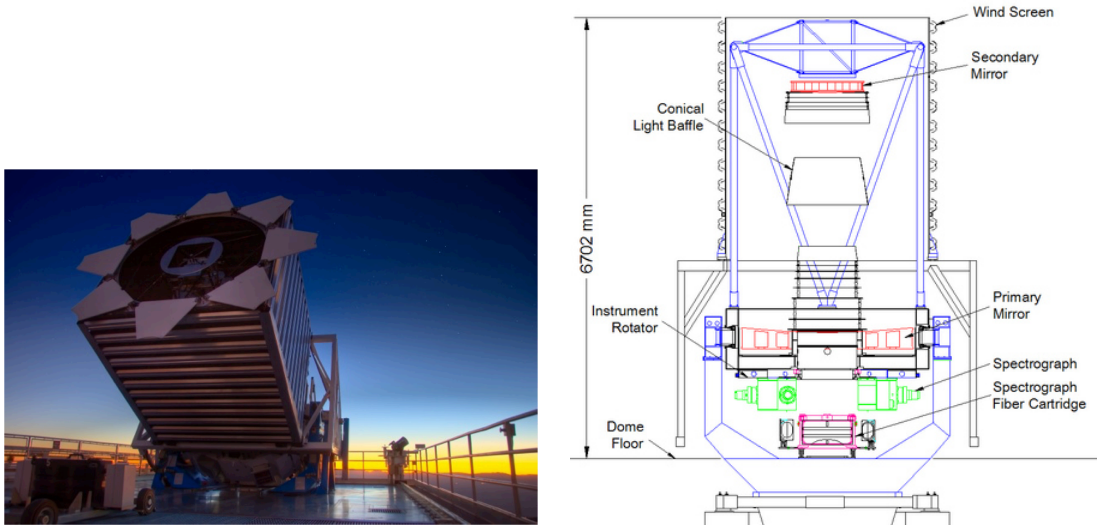 Wind Screen
Secondary
Mirror
Conical
Light Baffle
6702 mm
Instrument
Rotator
Primary
Mirror
Spectrograph
Spectrograph
Fiber Cartridge
Dome
Floor